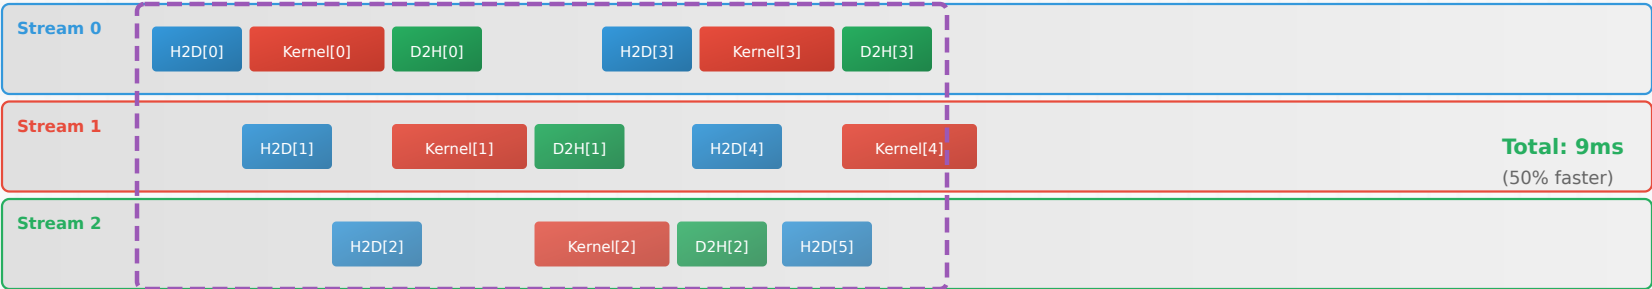 Stream 0
H2D[0] Kernel[0] D2H[0] H2D[3] Kernel[3] D2H[3]
Stream 1
H2D[1] Kernel[1] D2H[1] H2D[4] Kernel[4]
Total: 9ms
(50% faster)
Stream 2
H2D[2] Kernel[2] D2H[2] H2D[5]